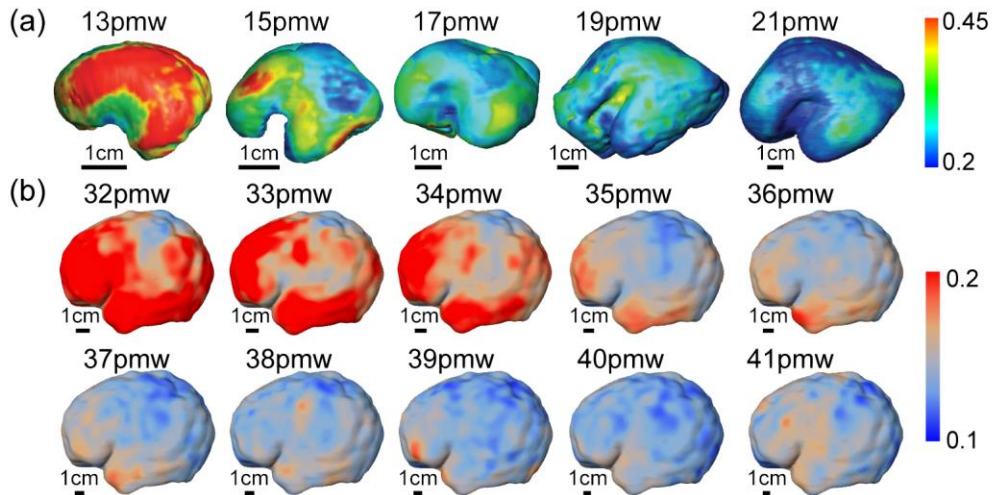 (a) 13pmw 15pmw 17pmw 19pmw 21pmw 0.45
1cm 1cm 1cm 1cm 1cm 0.2
(b) 32pmw 33pmw 34pmw 35pmw 36pmw
1cm 1cm 1cm 1cm 1cm 0.2
37pmw 38pmw 39pmw 40pmw 41pmw
1cm 1cm 1cm 1cm 1cm 0.1